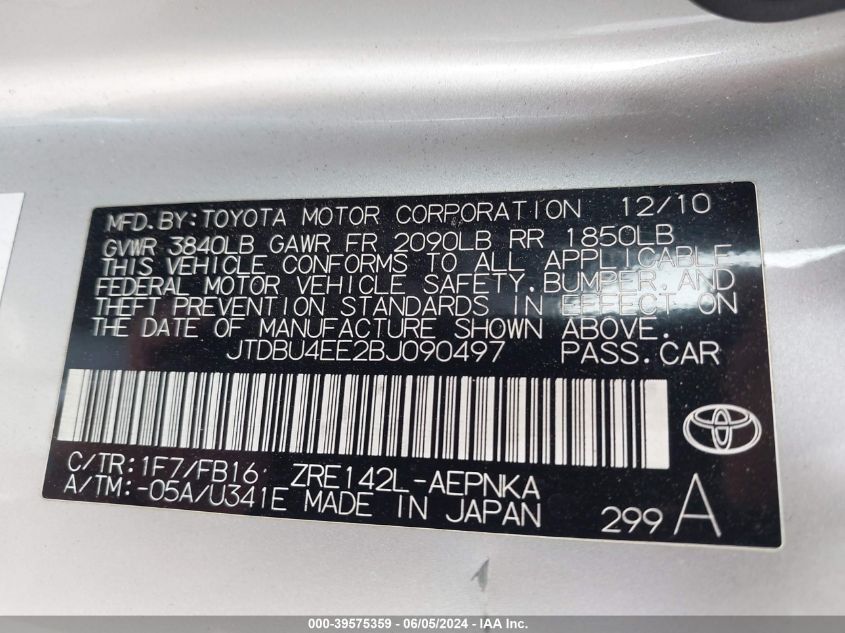 MFD.BY:TOYOTA MOTOR CORPORATION 12/10
GVWR 3840LB GAWR FR 2090LB RR 1850LB
THIS VEHICLE CONFORMS TO ALL APPLICABLE
FEDERAL MOTOR VEHICLE SAFETY,BUMPER,AND
THEFT PREVENTION STANDARDS IN EFFECT ON
THE DATE OF MANUFACTURE SHOWN ABOVE.
JTDBU4EE2BJ090497 PASS.CAR
C/TR:1F7/FB16 ZRE142L-AEPNKA
A/TM:-05A/U341E MADE IN JAPAN 299 A
000-39575359 - 06/05/2024 - IAA Inc.